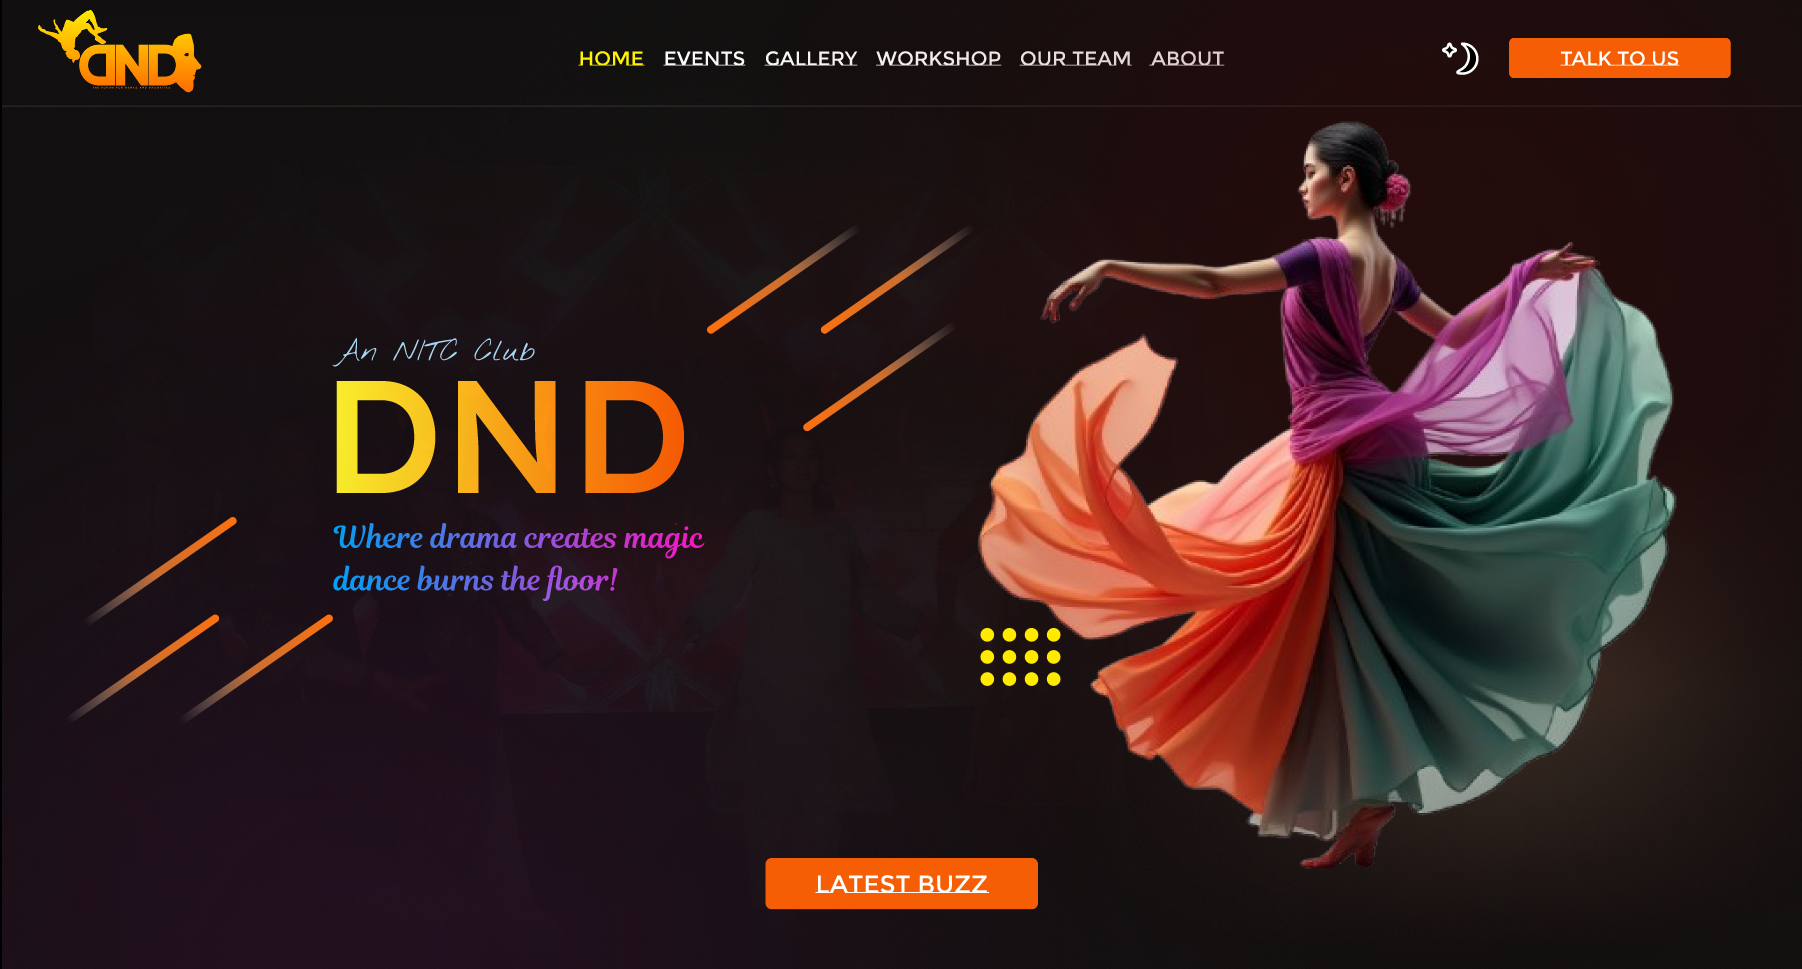 DND
HOME EVENTS GALLERY WORKSHOP OUR TEAM ABOUT
TALK TO US
An NITC Club
DND
Where drama creates magic
dance burns the floor!
LATEST BUZZ